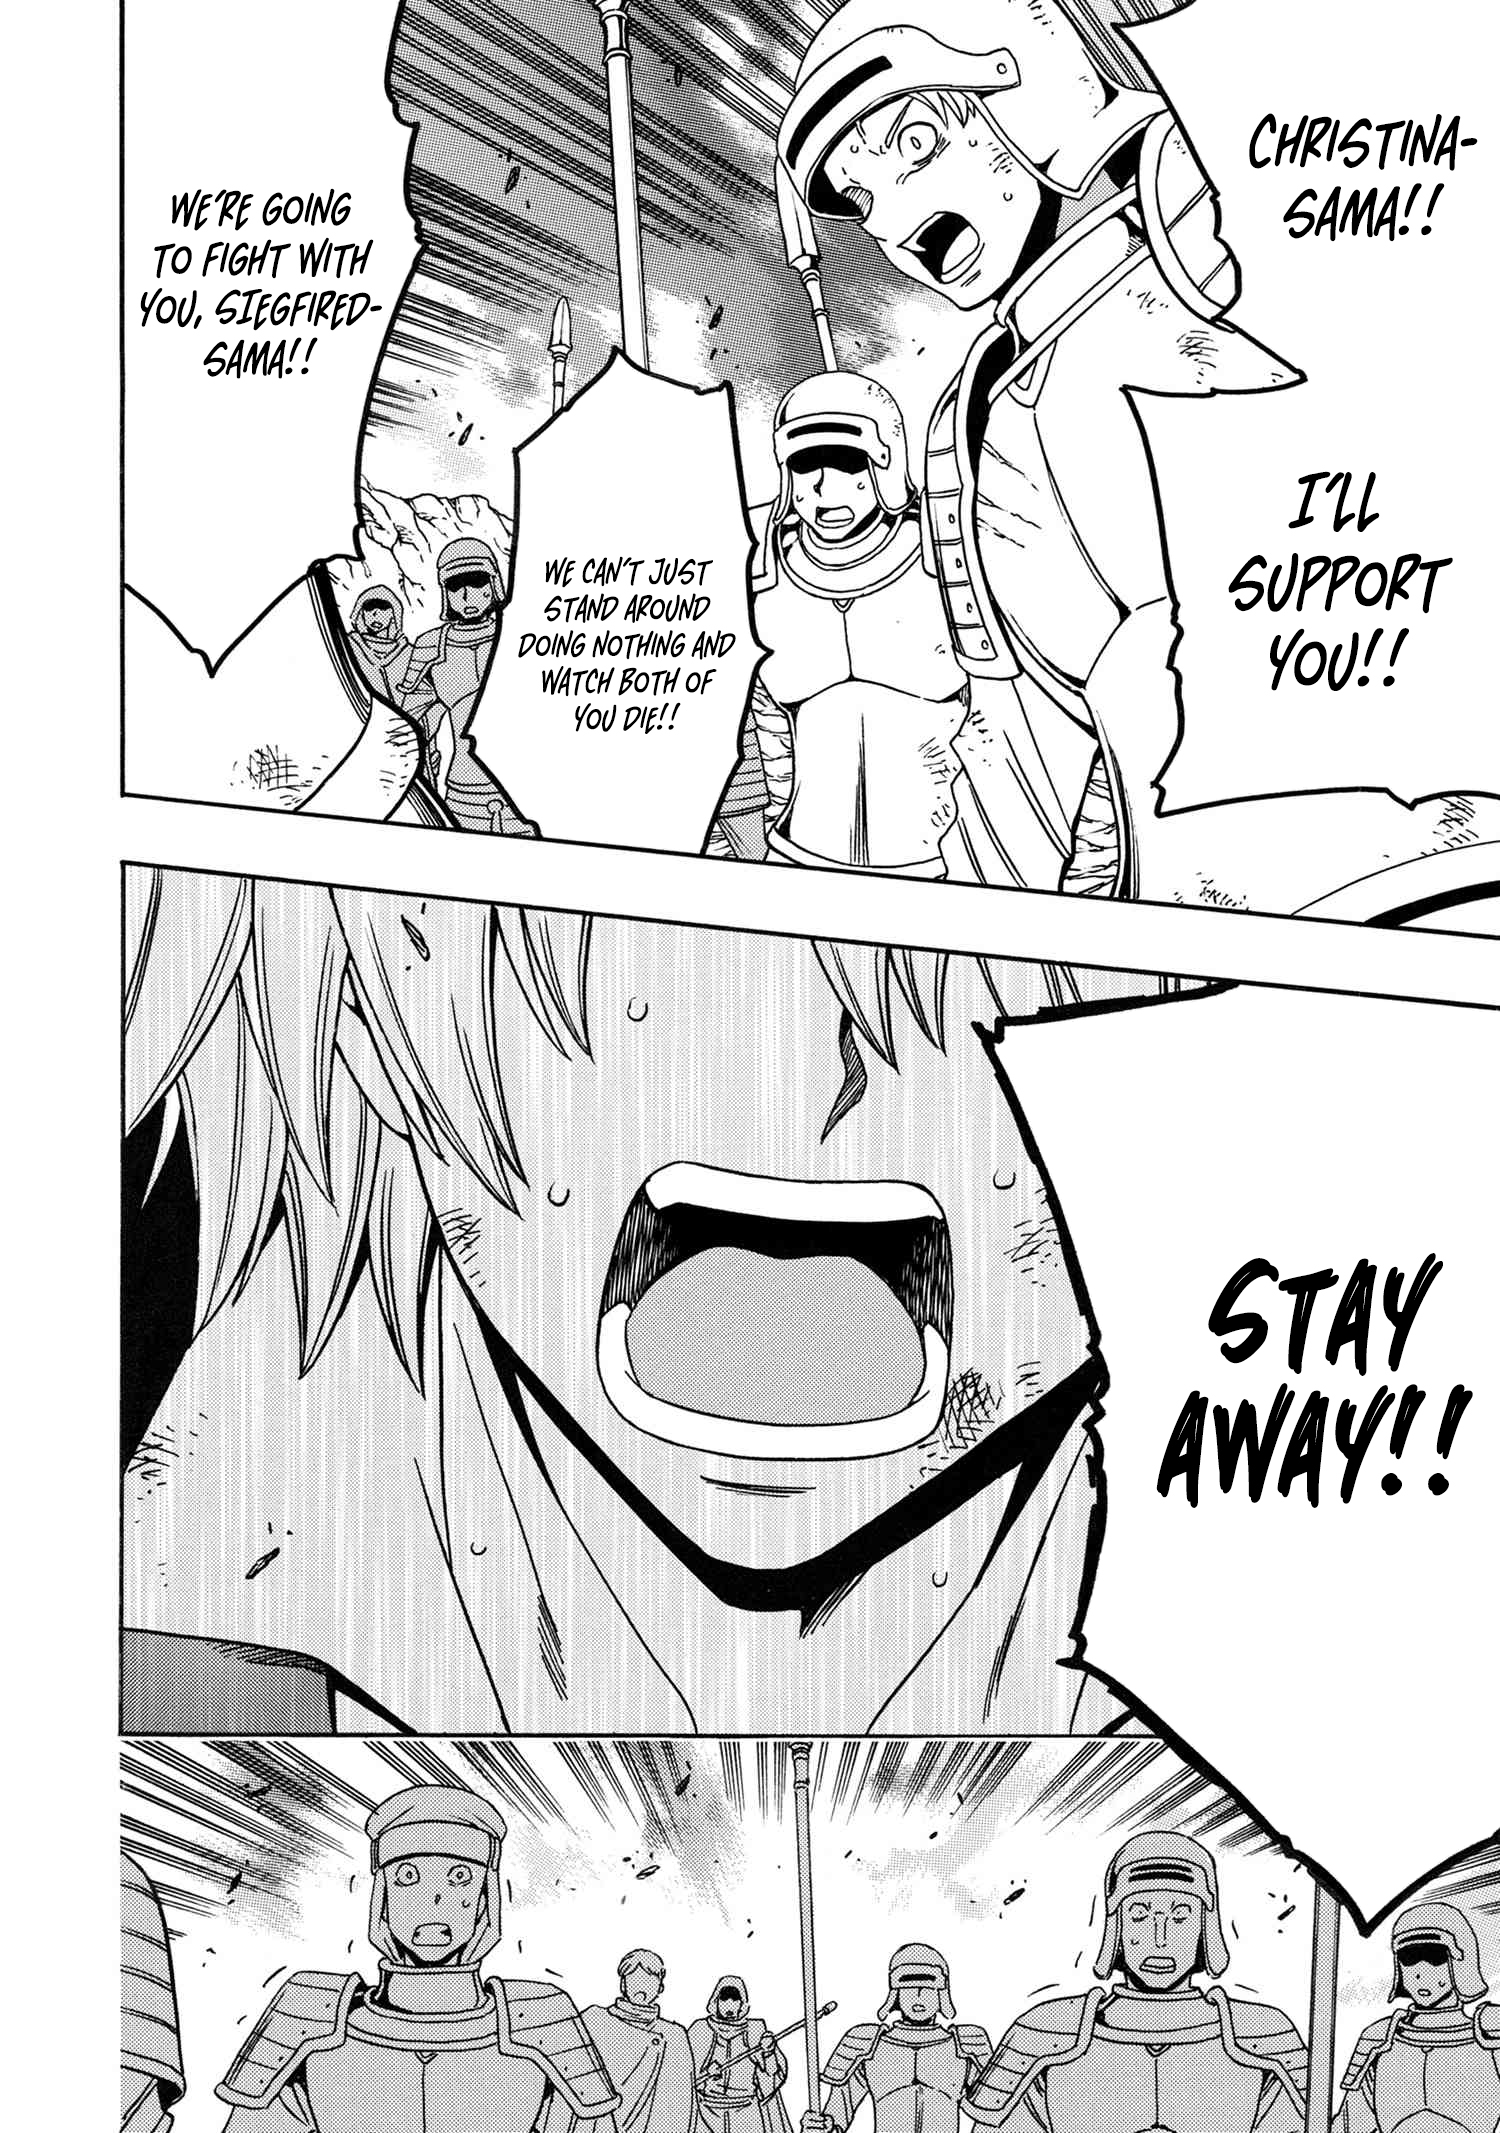 CHRISTINA-
SAMA!!
I'LL
SUPPORT
YOU!!
WE CAN'T JUST
STAND AROUND
DOING NOTHING AND
WATCH BOTH OF
YOU DIE!!
WE'RE GOING
TO FIGHT WITH
YOU, SIEGFIRED-
SAMA!!
STAY
AWAY!!